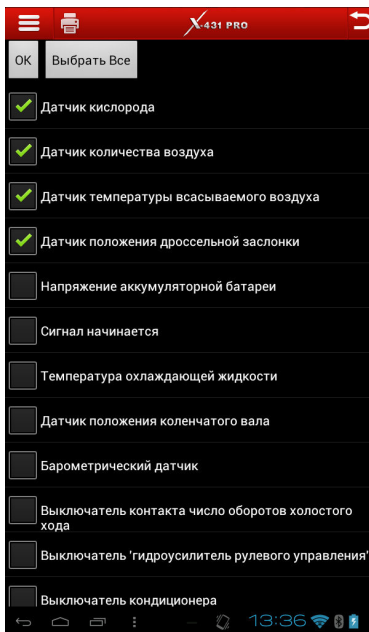 X-431 PRO
OK
Выбрать Все
Датчик кислорода
Датчик количества воздуха
Датчик температуры всасываемого воздуха
Датчик положения дроссельной заслонки
Напряжение аккумуляторной батареи
Сигнал начинается
Температура охлаждающей жидкости
Датчик положения коленчатого вала
Барометрический датчик
Выключатель контакта число оборотов холостого
хода
Выключатель 'гидроусилитель рулевого управления'
Выключатель кондиционера
13:36